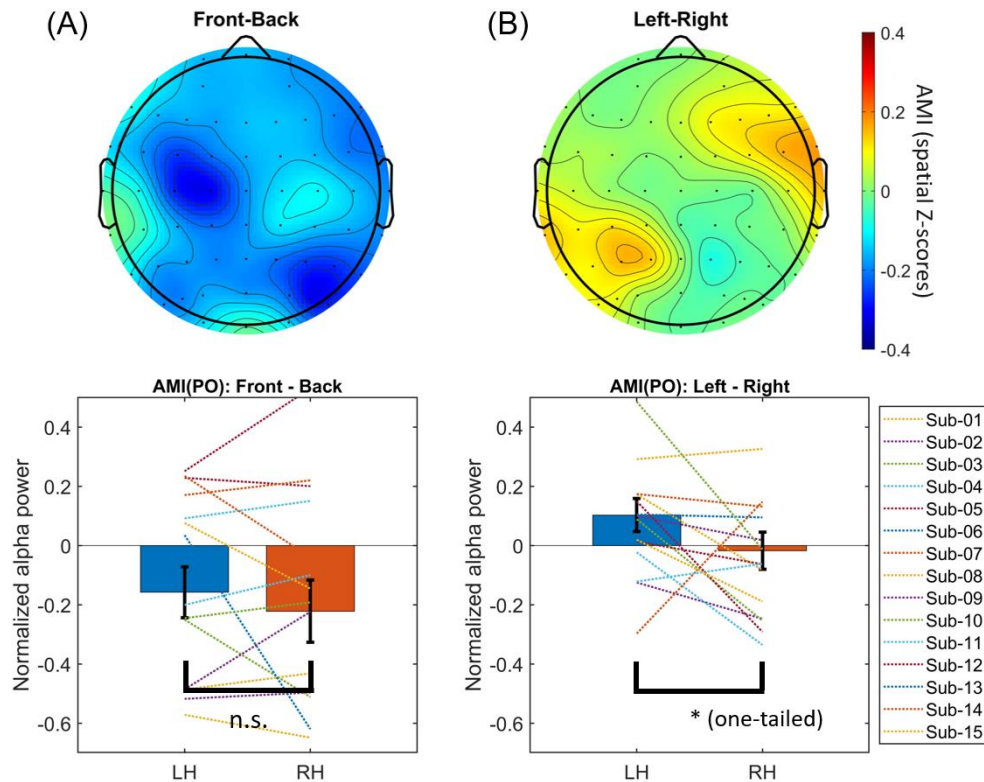 (A)
Front-Back
(B)
Left-Right
0.4
0.2
0
-0.2
-0.4
AMI (spatial Z-scores)
AMI(PO): Front - Back
Normalized alpha power
0.4
0.2
0
-0.2
-0.4
-0.6
n.s.
LH
RH
AMI(PO): Left - Right
Normalized alpha power
0.4
0.2
0
-0.2
-0.4
-0.6
* (one-tailed)
LH
RH
Sub-01
Sub-02
Sub-03
Sub-04
Sub-05
Sub-06
Sub-07
Sub-08
Sub-09
Sub-10
Sub-11
Sub-12
Sub-13
Sub-14
Sub-15